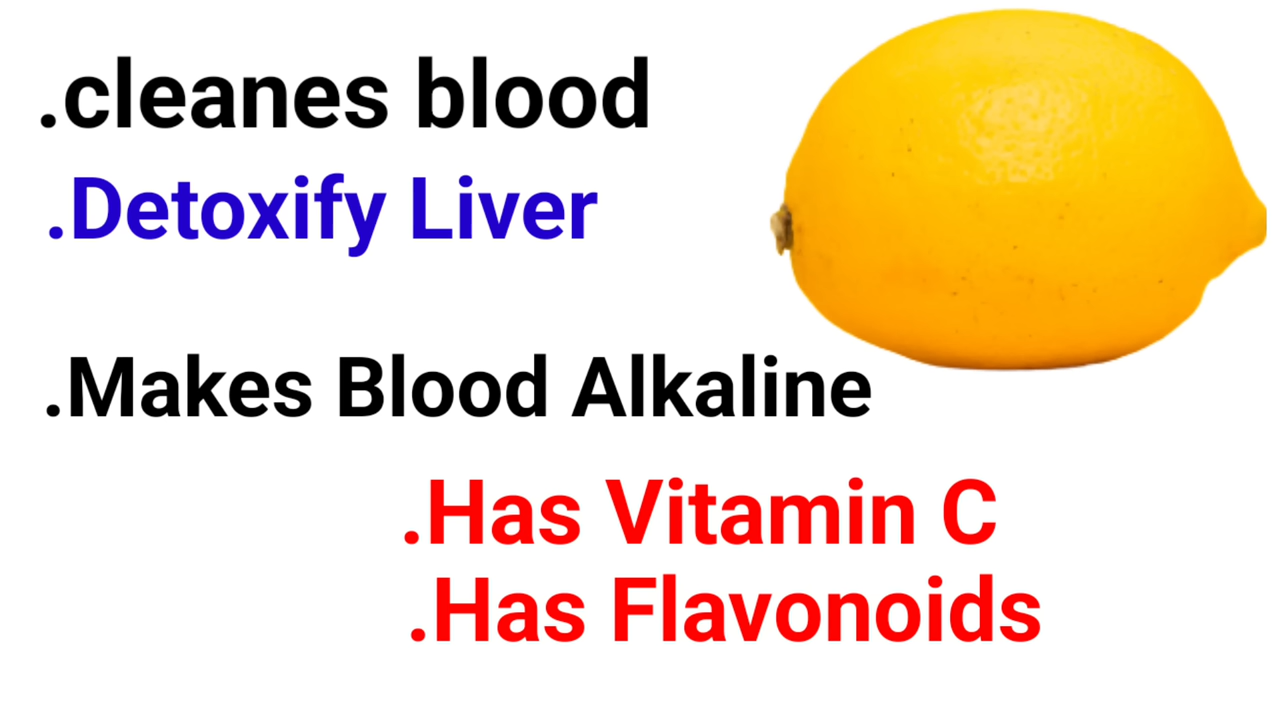 .cleanes blood
.Detoxify Liver
.Makes Blood Alkaline
.Has Vitamin C
.Has Flavonoids